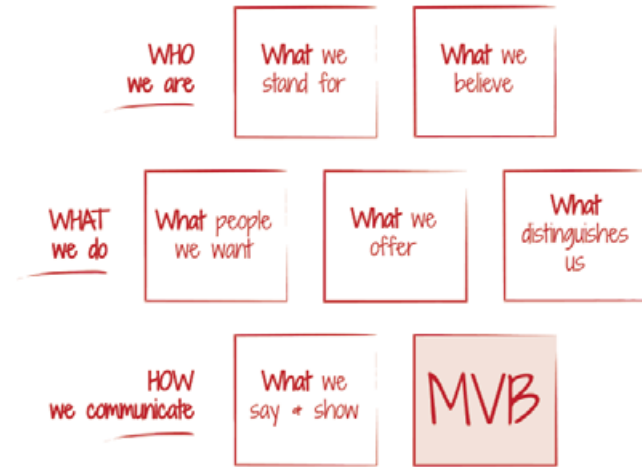 WHO
we are
What we
stand for
What we
believe
WHAT
we do
What people
we want
What we
offer
What
distinguishes
us
HOW
we communicate
What we
say & show
MVB